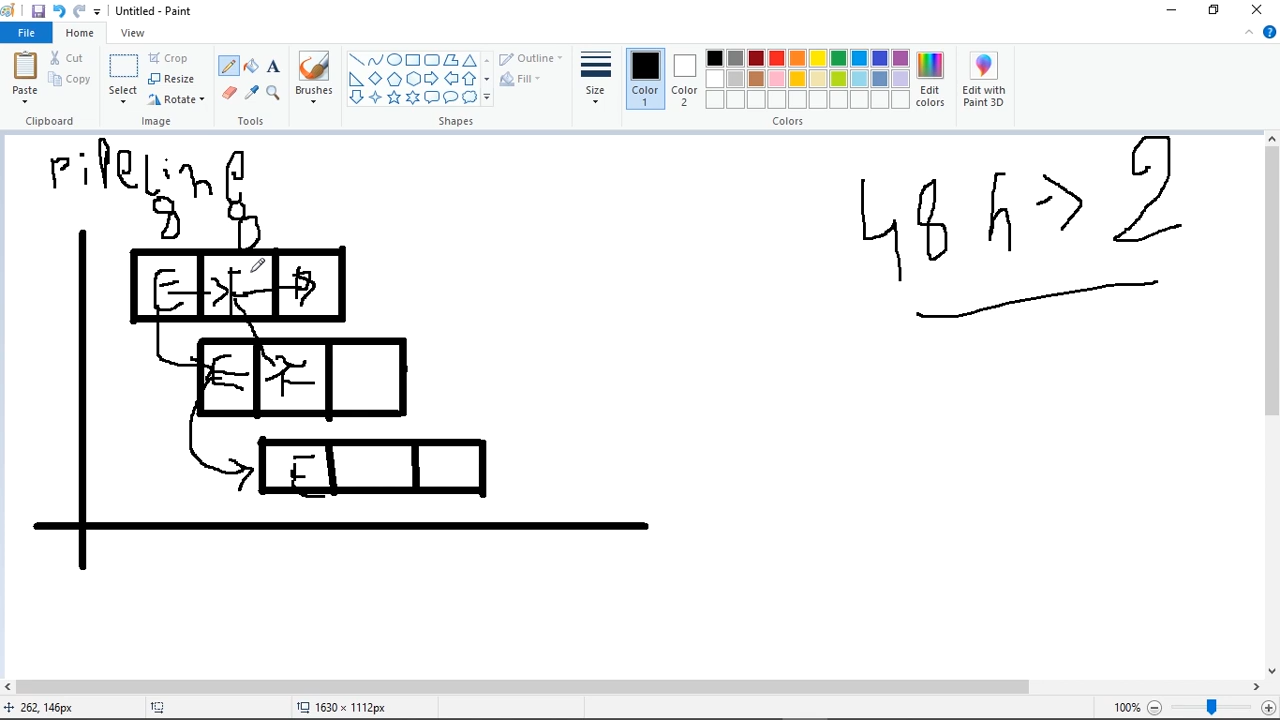 Untitled - Paint
File
Home
View
Paste
Cut
Copy
Clipboard
Select
Crop
Resize
Rotate
Image
Tools
Brushes
Shapes
Outline
Fill
Size
Color 1
Color 2
Colors
Edit colors
Edit with Paint 3D
PiPeLine
48 h -> 2
8
E
E
E
262, 146px
1630 × 1112px
100%